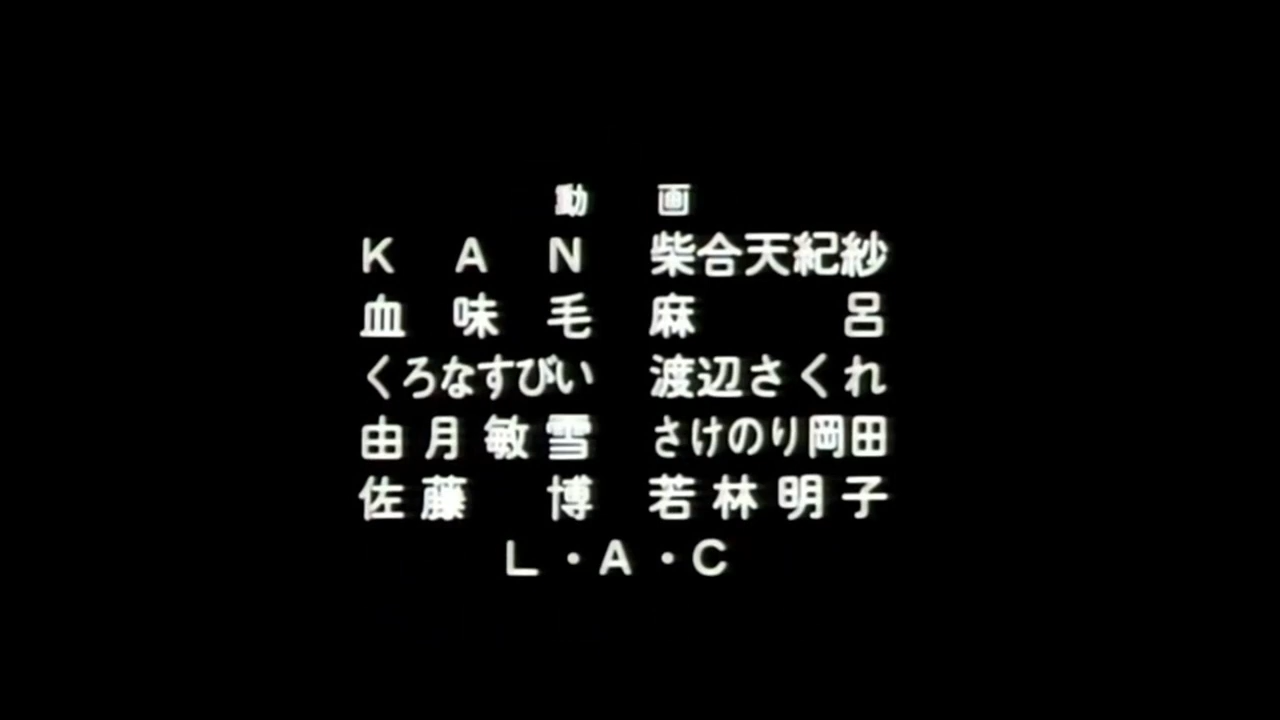 動 画
K A N 柴合天紀紗
血 味 毛 麻 呂
くろなすびい 渡辺さくれ
由月敏雪 さけのり岡田
佐藤 博 若林明子
L・A・C